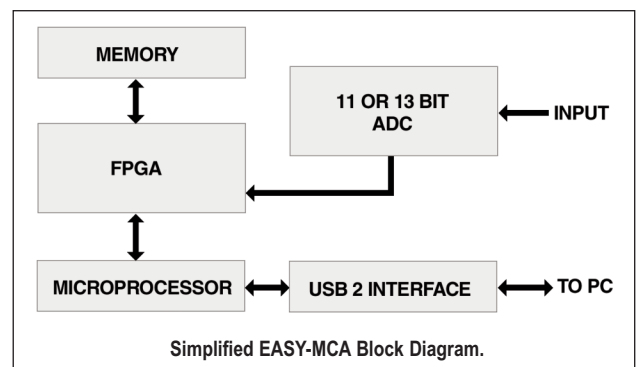 MEMORY
11 OR 13 BIT
ADC
INPUT
FPGA
MICROPROCESSOR
USB 2 INTERFACE
TO PC
Simplified EASY-MCA Block Diagram.